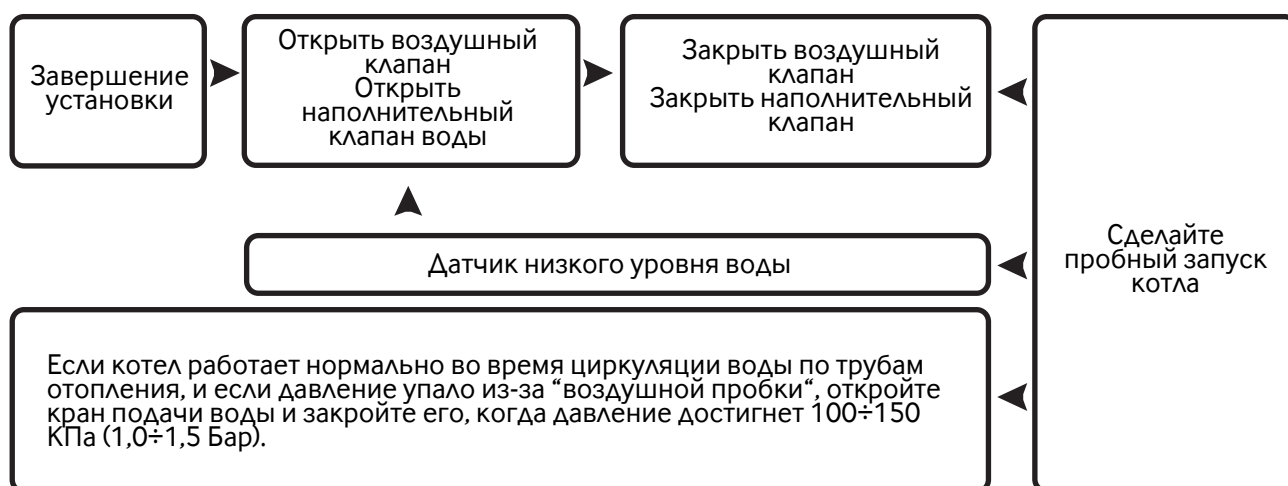 Завершение
установки
Открыть воздушный
клапан
Открыть
наполнительный
клапан воды
Закрыть воздушный
клапан
Закрыть наполнительный
клапан
Сделайте
пробный запуск
котла
Датчик низкого уровня воды
Если котел работает нормально во время циркуляции воды по трубам
отопления, и если давление упало из-за “воздушной пробки“, откройте
кран подачи воды и закройте его, когда давление достигнет 100÷150
КПа (1,0÷1,5 Бар).